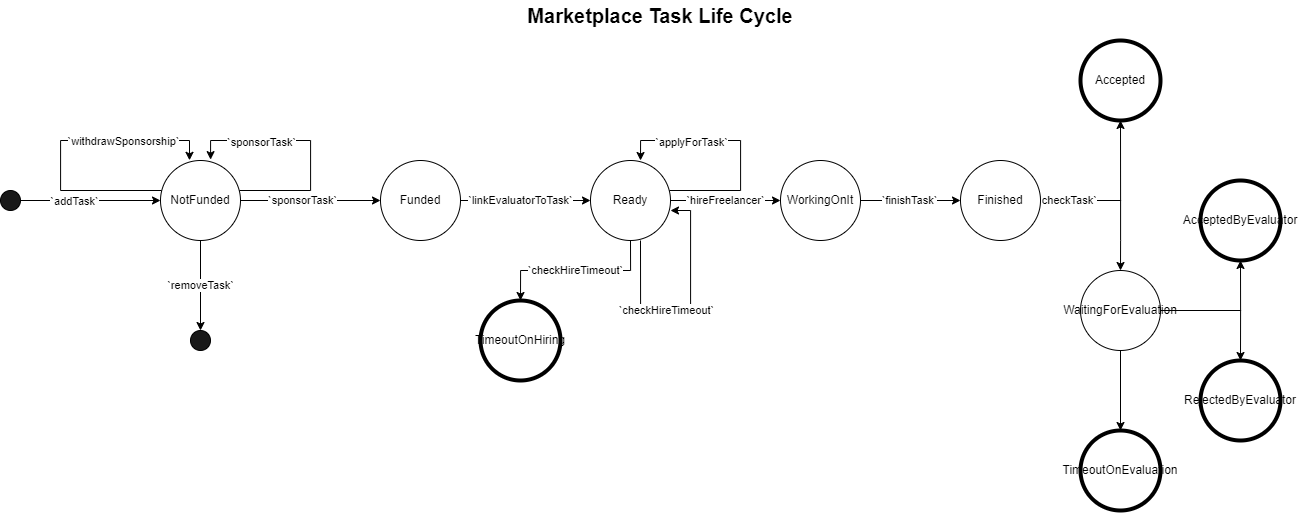 Marketplace Task Life Cycle
Accepted
`withdrawSponsorship`
`sponsorTask`
`applyForTask`
`addTask`
NotFunded
`sponsorTask`
Funded
`linkEvaluatorToTask`
Ready
`hireFreelancer`
WorkingOnIt
`finishTask`
Finished
checkTask`
AcceptedByEvaluator
`checkHireTimeout`
`removeTask`
`checkHireTimeout`
WaitingForEvaluation
TimeoutOnHiring
RejectedByEvaluator
TimeoutOnEvaluation